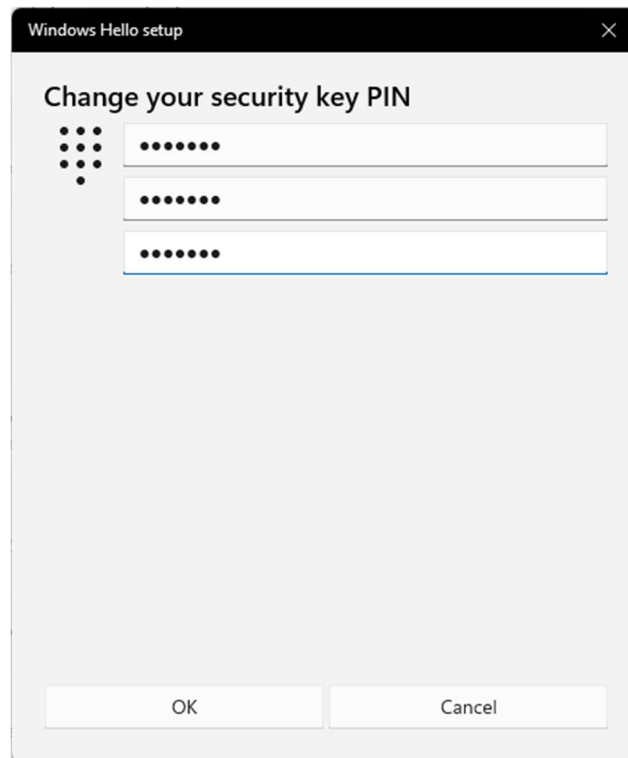 Windows Hello setup
Change your security key PIN
•••••••
•••••••
•••••••
OK
Cancel